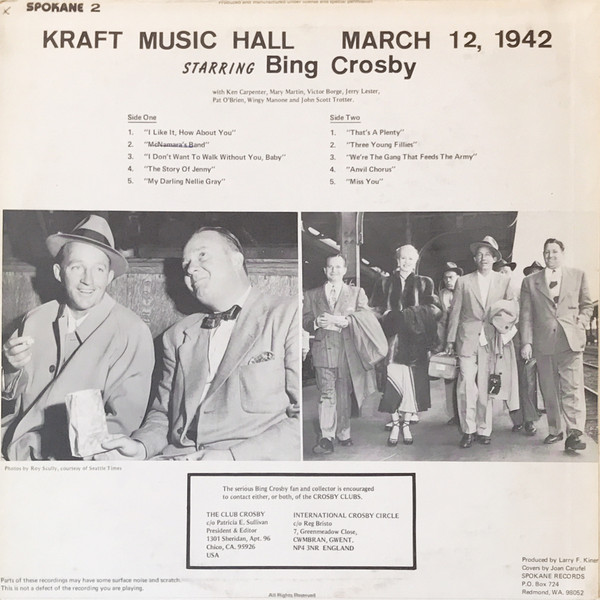 SPOKANE 2
KRAFT MUSIC HALL MARCH 12, 1942
STARRING Bing Crosby
with Ken Carpenter, Mary Martin, Victor Borge, Jerry Lester,
Pat O'Brien, Wingy Manone and John Scott Trotter.
Side One
1. "I Like It, How About You"
2. "McNamara's Band"
3. "I Don't Want To Walk Without You, Baby"
4. "The Story Of Jenny"
5. "My Darling Nellie Gray"
Side Two
1. "That's A Plenty"
2. "Three Young Fillies"
3. "We're The Gang That Feeds The Army"
4. "Anvil Chorus"
5. "Miss You"
Photos by Roy Scully, courtesy of Seattle Times
The serious Bing Crosby fan and collector is encouraged
to contact either, or both, of the CROSBY CLUBS.
THE CLUB CROSBY
c/o Patricia E. Sullivan
President & Editor
1301 Sheridan, Apt. 96
Chico, CA. 95926
USA
INTERNATIONAL CROSBY CIRCLE
c/o Reg Bristo
7, Greenmeadow Close,
CWMBRAN, GWENT.
NP4 3NR ENGLAND
Parts of these recordings may have some surface noise and scratch.
This is not a defect of the recording you are playing.
All Rights Reserved
Produced by Larry F. Kiner
Covers by Joan Carufel
SPOKANE RECORDS
P.O. Box 724
Redmond, WA. 98052